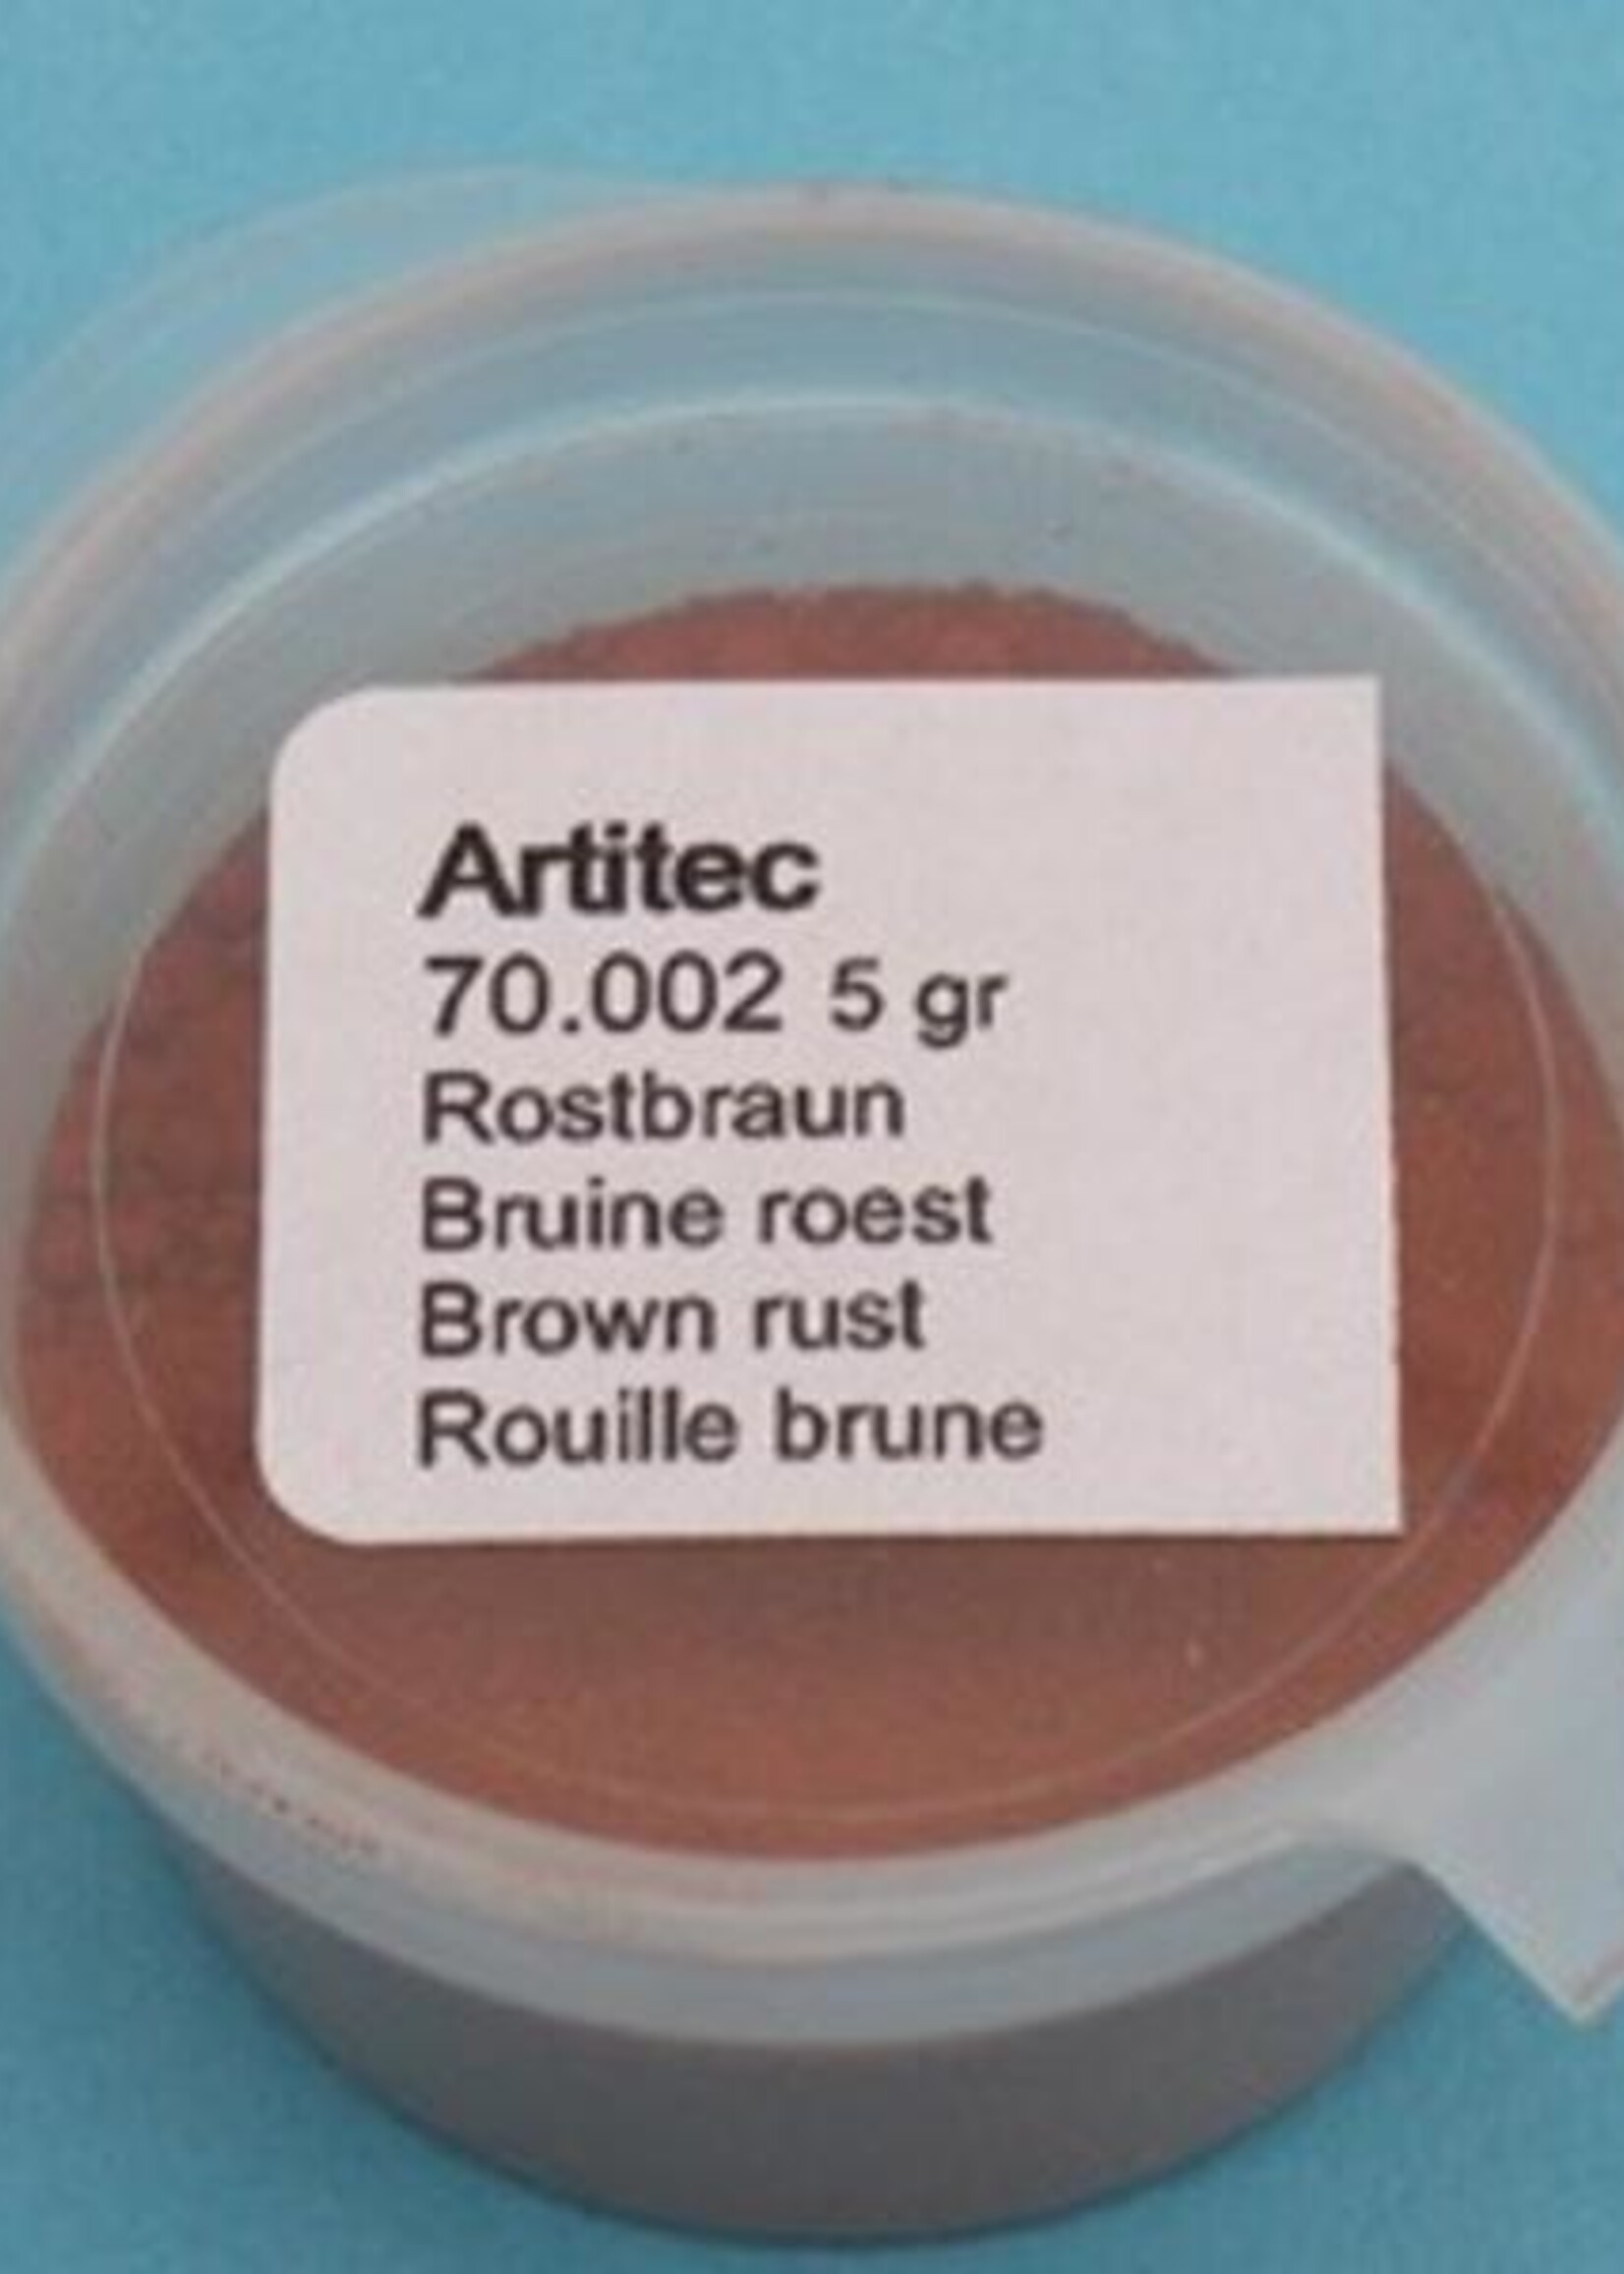 Artitec
70.002 5 gr
Rostbraun
Bruine roest
Brown rust
Rouille brune